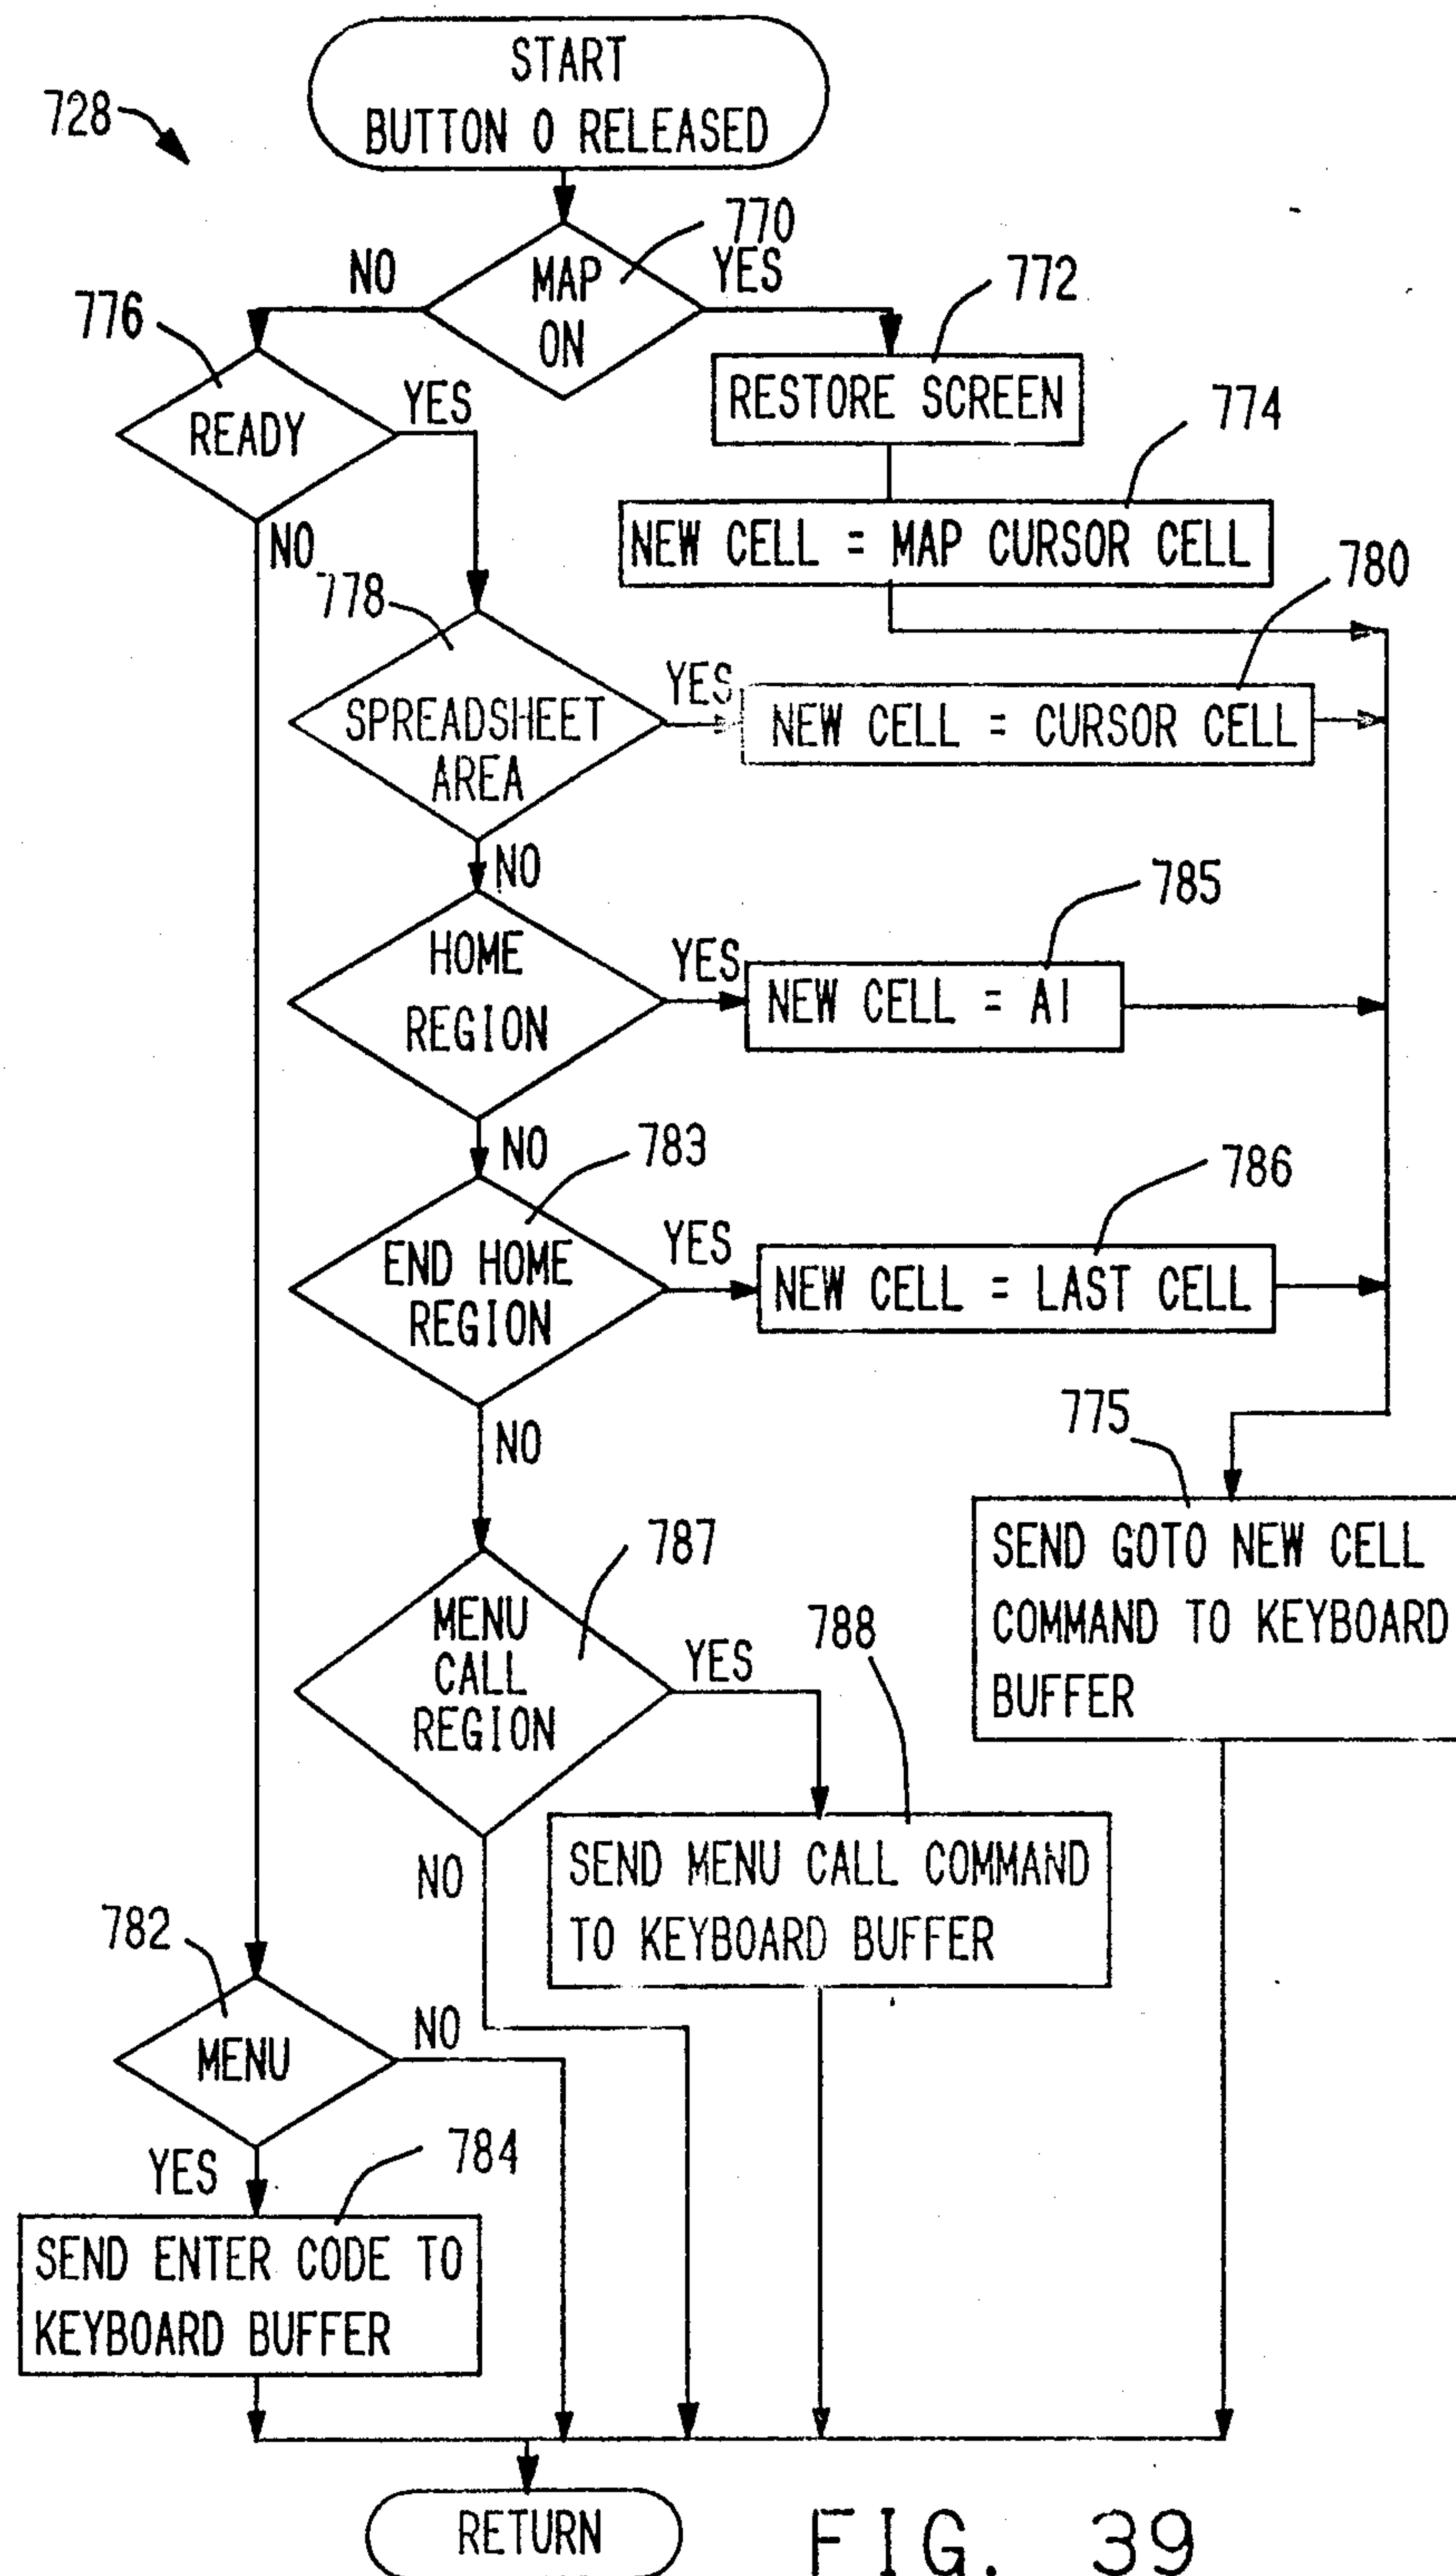 START
BUTTON 0 RELEASED
728
770
MAP
ON
NO
YES
772
776
READY
YES
NO
RESTORE SCREEN
774
NEW CELL = MAP CURSOR CELL
780
778
SPREADSHEET
AREA
YES
NEW CELL = CURSOR CELL
NO
785
HOME
REGION
YES
NEW CELL = A1
NO
783
786
END HOME
REGION
YES
NEW CELL = LAST CELL
NO
775
SEND GOTO NEW CELL
COMMAND TO KEYBOARD
BUFFER
787
MENU
CALL
REGION
YES
788
NO
SEND MENU CALL COMMAND
TO KEYBOARD BUFFER
782
MENU
NO
YES
784
SEND ENTER CODE TO
KEYBOARD BUFFER
RETURN
FIG. 39